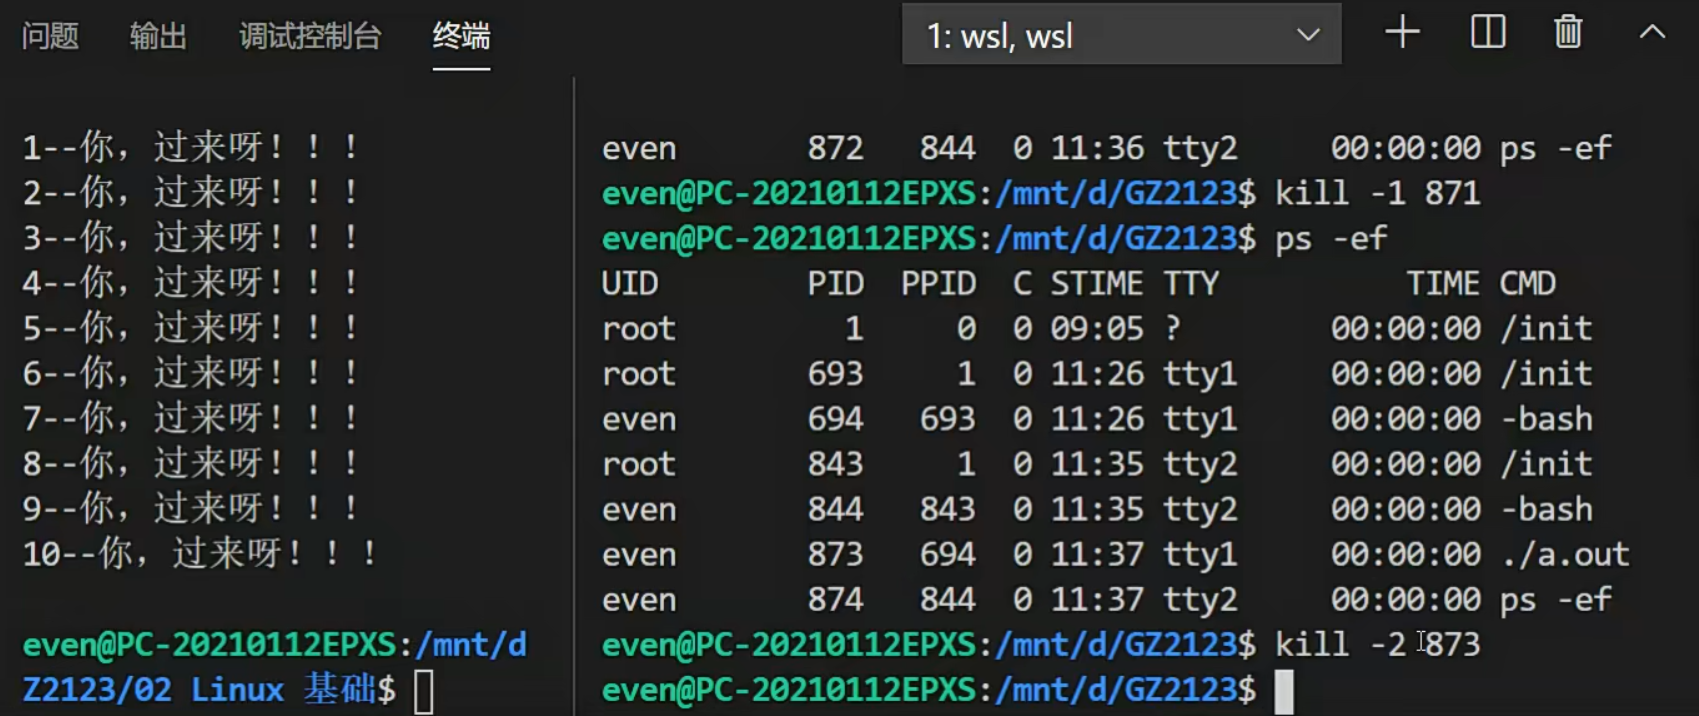 问题 输出 调试控制台 终端 1: wsl, wsl
1--你，过来呀！！！
2--你，过来呀！！！
3--你，过来呀！！！
4--你，过来呀！！！
5--你，过来呀！！！
6--你，过来呀！！！
7--你，过来呀！！！
8--你，过来呀！！！
9--你，过来呀！！！
10--你，过来呀！！！
even@PC-20210112EPXS:/mnt/d
Z2123/02 Linux 基础$
even 872 844 0 11:36 tty2 00:00:00 ps -ef
even@PC-20210112EPXS:/mnt/d/GZ2123$ kill -1 871
even@PC-20210112EPXS:/mnt/d/GZ2123$ ps -ef
UID PID PPID C STIME TTY TIME CMD
root 1 0 0 09:05 ? 00:00:00 /init
root 693 1 0 11:26 tty1 00:00:00 /init
even 694 693 0 11:26 tty1 00:00:00 -bash
root 843 1 0 11:35 tty2 00:00:00 /init
even 844 843 0 11:35 tty2 00:00:00 -bash
even 873 694 0 11:37 tty1 00:00:00 ./a.out
even 874 844 0 11:37 tty2 00:00:00 ps -ef
even@PC-20210112EPXS:/mnt/d/GZ2123$ kill -2 873
even@PC-20210112EPXS:/mnt/d/GZ2123$